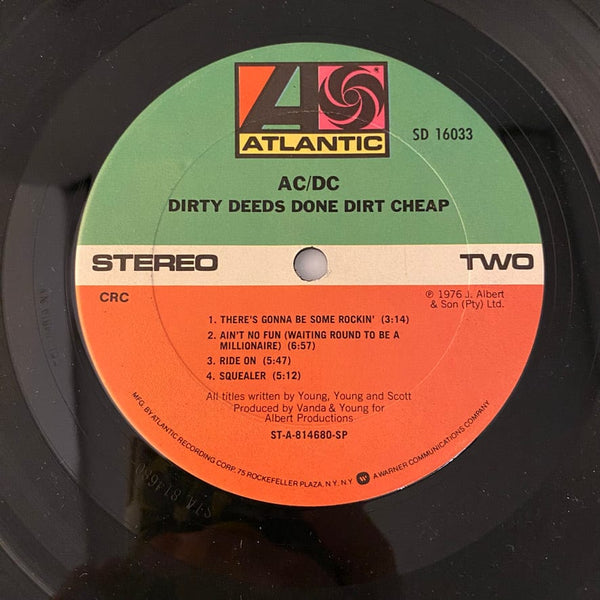 ATLANTIC
SD 16033
AC/DC
DIRTY DEEDS DONE DIRT CHEAP
STEREO
TWO
CRC
℗ 1976 J. Albert
& Son (Pty) Ltd.
1. THERE'S GONNA BE SOME ROCKIN' (3:14)
2. AIN'T NO FUN (WAITING ROUND TO BE A
MILLIONAIRE) (6:57)
3. RIDE ON (5:47)
4. SQUEALER (5:12)
All titles written by Young, Young and Scott
Produced by Vanda & Young for
Albert Productions
ST-A-814680-SP
MFG. BY ATLANTIC RECORDING CORP., 75 ROCKEFELLER PLAZA, N.Y. N.Y. A WARNER COMMUNICATIONS COMPANY